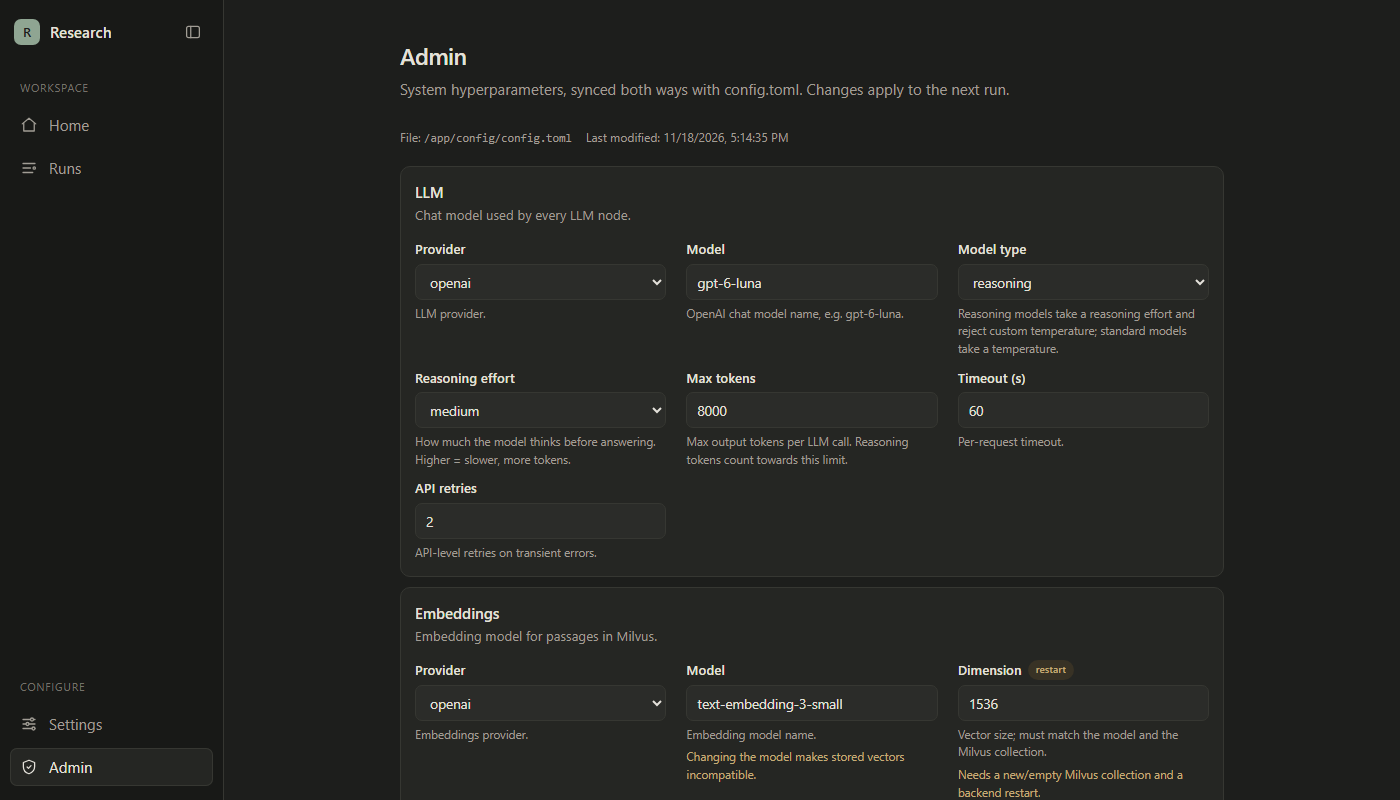 R Research
WORKSPACE
Home
Runs
CONFIGURE
Settings
Admin
Admin
System hyperparameters, synced both ways with config.toml. Changes apply to the next run.
File: /app/config/config.toml Last modified: 11/18/2026, 5:14:35 PM
LLM
Chat model used by every LLM node.
Provider
openai
LLM provider.
Model
gpt-6-luna
OpenAI chat model name, e.g. gpt-6-luna.
Model type
reasoning
Reasoning models take a reasoning effort and
reject custom temperature; standard models
take a temperature.
Reasoning effort
medium
How much the model thinks before answering.
Higher = slower, more tokens.
Max tokens
8000
Max output tokens per LLM call. Reasoning
tokens count towards this limit.
Timeout (s)
60
Per-request timeout.
API retries
2
API-level retries on transient errors.
Embeddings
Embedding model for passages in Milvus.
Provider
openai
Embeddings provider.
Model
text-embedding-3-small
Embedding model name.
Changing the model makes stored vectors
incompatible.
Dimension restart
1536
Vector size; must match the model and the
Milvus collection.
Needs a new/empty Milvus collection and a
backend restart.